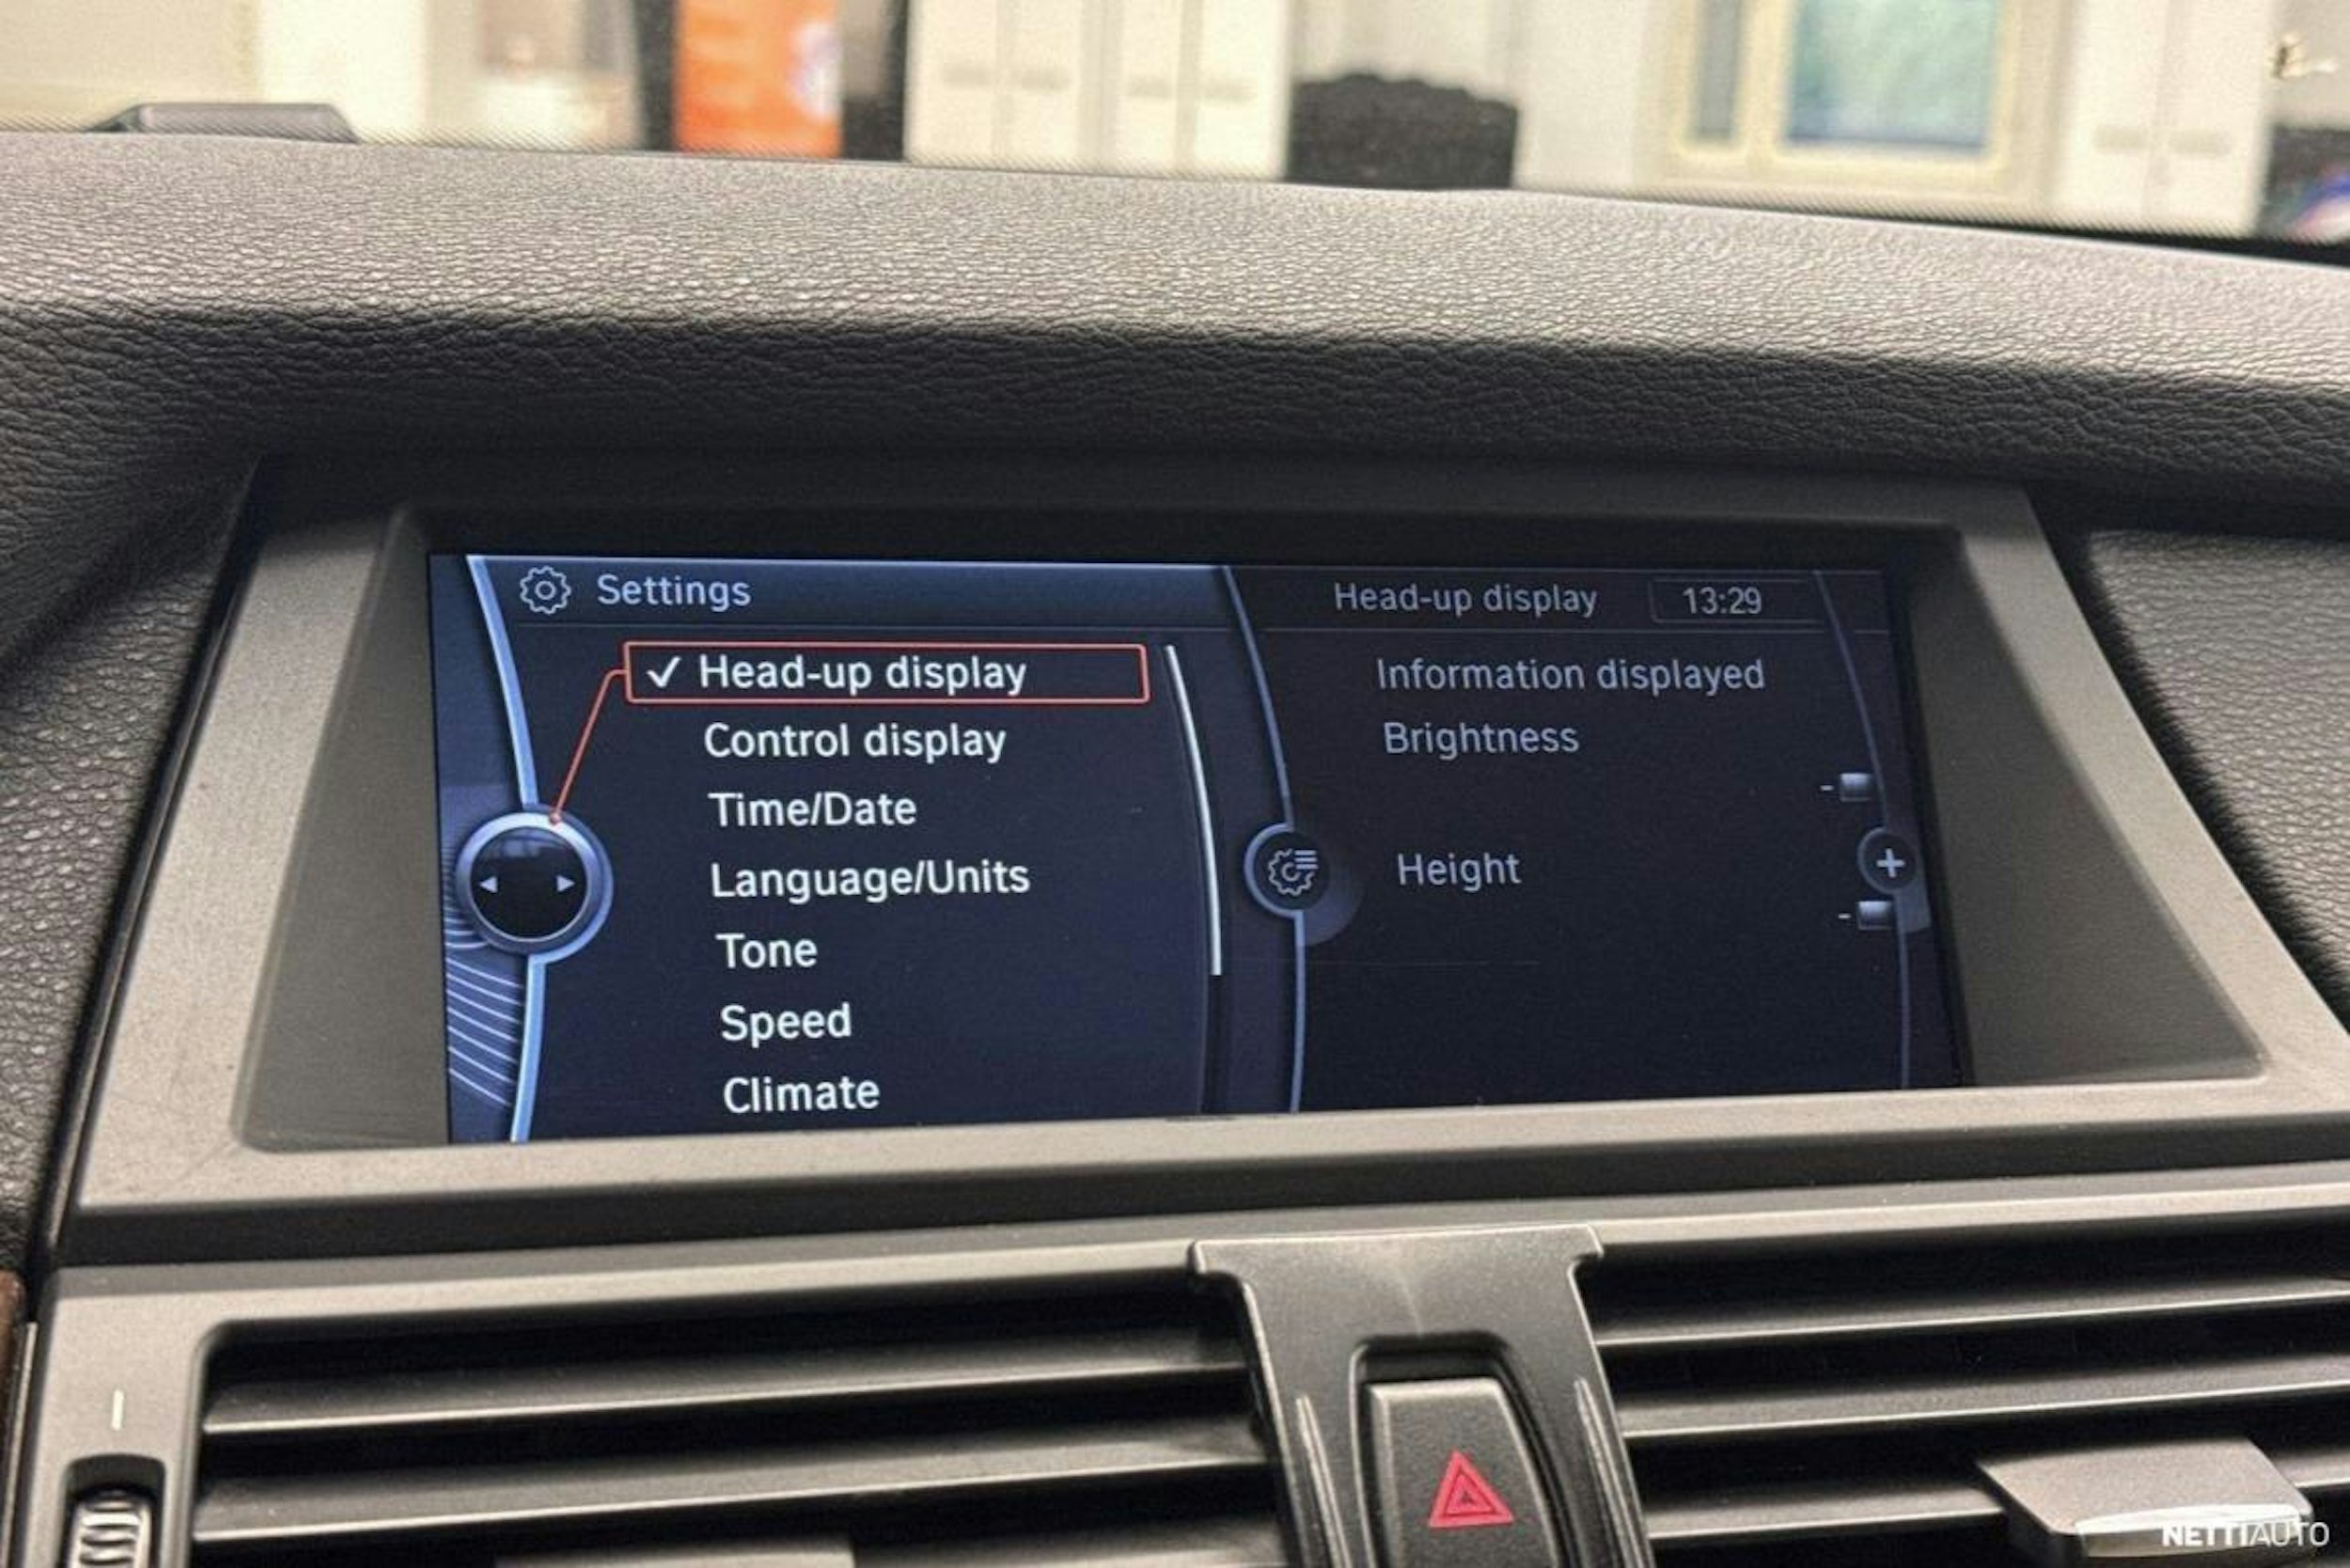 Settings
✓ Head-up display
Control display
Time/Date
Language/Units
Tone
Speed
Climate
Head-up display 13:29
Information displayed
Brightness
-
Height
+
-
NETTIAUTO